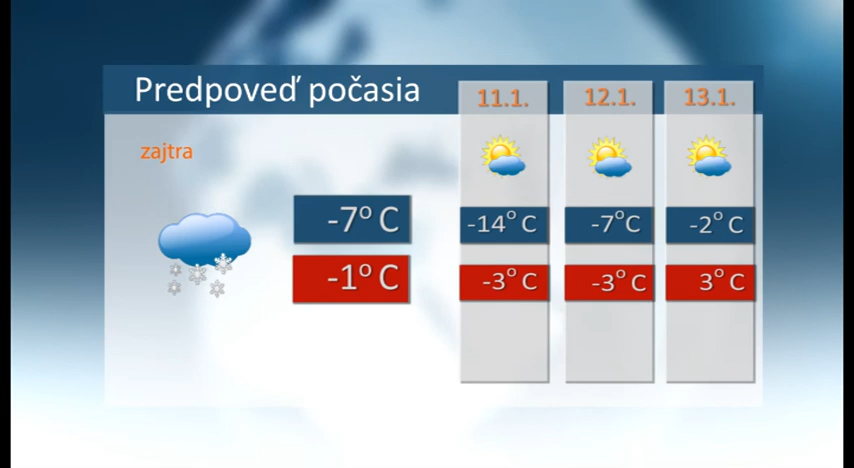 Predpoveď počasia
zajtra
-7° C
-1° C
11.1. 12.1. 13.1.
-14° C -7°C -2° C
-3° C -3° C 3° C